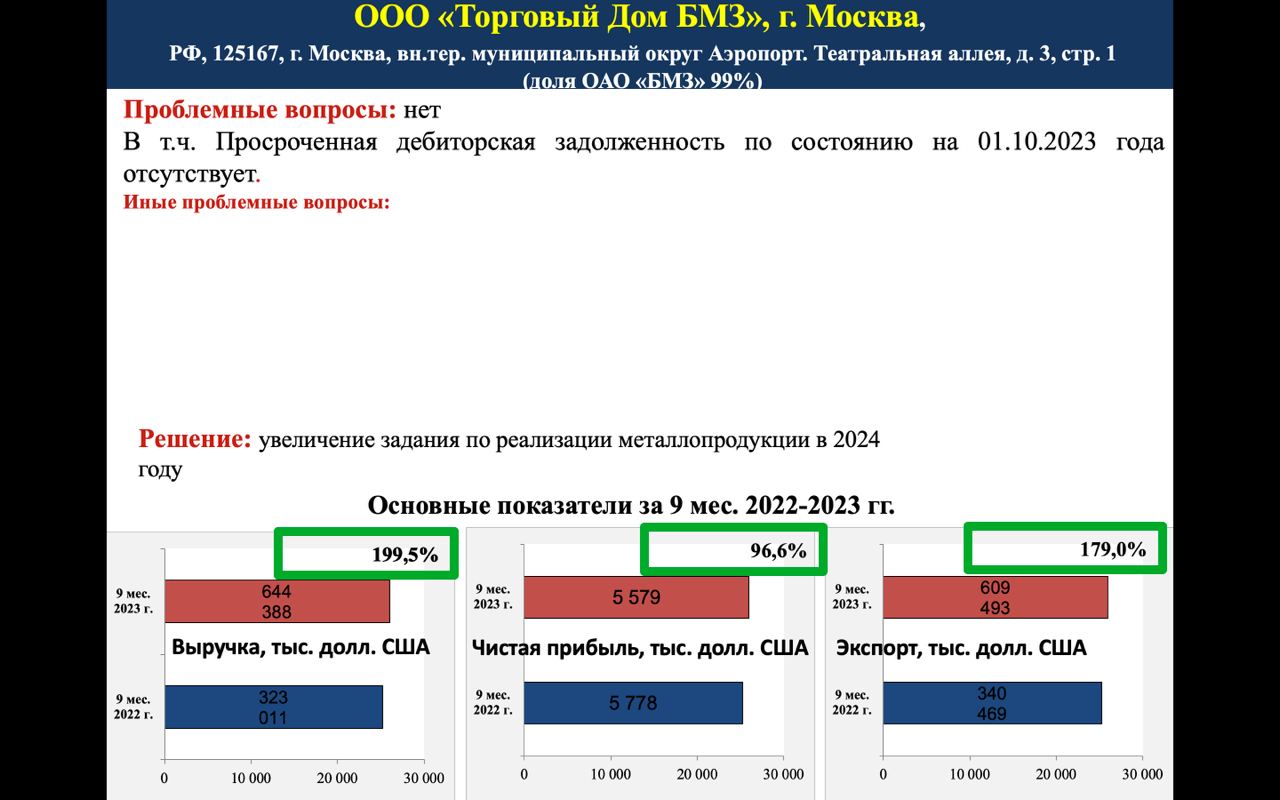 ООО «Торговый Дом БМЗ», г. Москва,
РФ, 125167, г. Москва, вн.тер. муниципальный округ Аэропорт. Театральная аллея, д. 3, стр. 1
(доля ОАО «БМЗ» 99%)
Проблемные вопросы: нет
В т.ч. Просроченная дебиторская задолженность по состоянию на 01.10.2023 года
отсутствует.
Иные проблемные вопросы:
Решение: увеличение задания по реализации металлопродукции в 2024
году
Основные показатели за 9 мес. 2022-2023 гг.
199,5%
9 мес.
2023 г.
644
388
Выручка, тыс. долл. США
9 мес.
2022 г.
323
011
0 10 000 20 000 30 000
96,6%
9 мес.
2023 г.
5 579
Чистая прибыль, тыс. долл. США
9 мес.
2022 г.
5 778
0 10 000 20 000 30 000
179,0%
9 мес.
2023 г.
609
493
Экспорт, тыс. долл. США
9 мес.
2022 г.
340
469
0 10 000 20 000 30 000